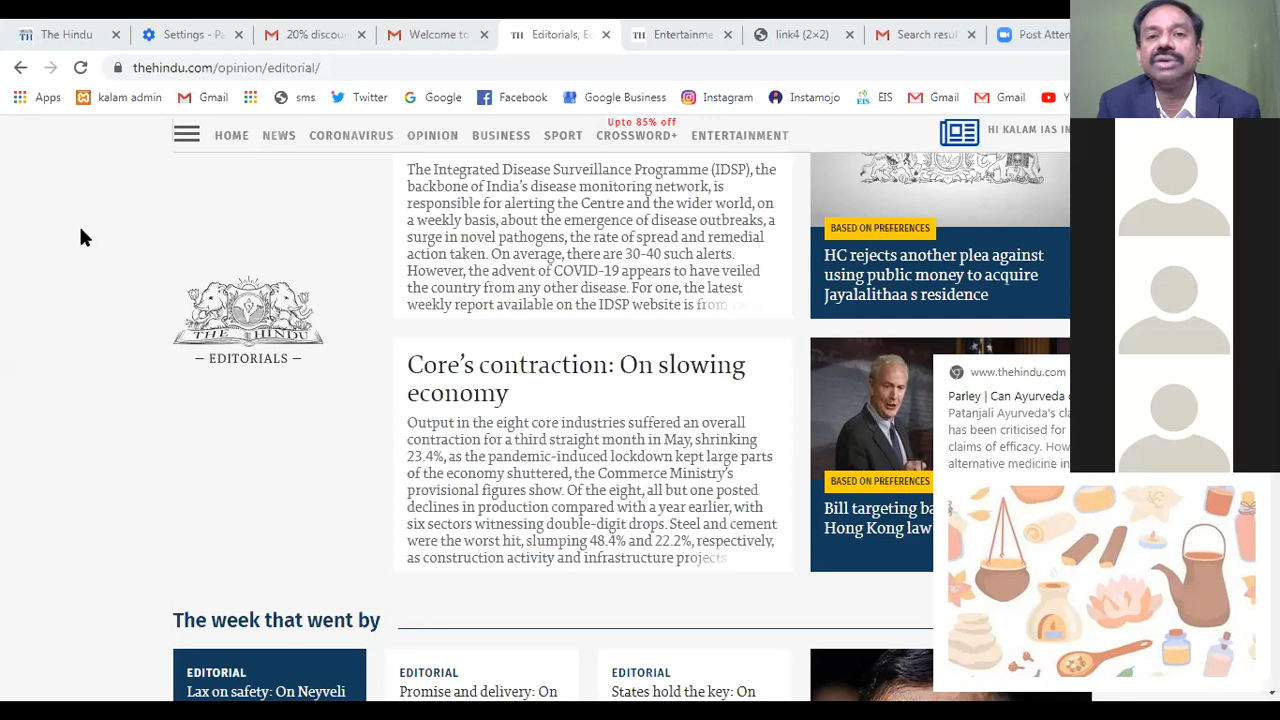 The Hindu
Settings - Pa
20% discou
Welcome
Editorials, E
Entertainme
link4 (2×2)
Search resul
Post Atten
thehindu.com/opinion/editorial/
Apps
kalam admin
Gmail
sms
Twitter
Google
Facebook
Google Business
Instagram
Instamojo
EIS
EIS
Gmail
Gmail
Y
Upto 85% off
HOME
NEWS
CORONAVIRUS
OPINION
BUSINESS
SPORT
CROSSWORD+
ENTERTAINMENT
HI KALAM IAS IN
The Integrated Disease Surveillance Programme (IDSP), the
backbone of India’s disease monitoring network, is
responsible for alerting the Centre and the wider world, on
a weekly basis, about the emergence of disease outbreaks, a
surge in novel pathogens, the rate of spread and remedial
action taken. On average, there are 30-40 such alerts.
However, the advent of COVID-19 appears to have veiled
the country from any other disease. For one, the latest
weekly report available on the IDSP website is from
THE HINDU
— EDITORIALS —
Core’s contraction: On slowing
economy
Output in the eight core industries suffered an overall
contraction for a third straight month in May, shrinking
23.4%, as the pandemic-induced lockdown kept large parts
of the economy shuttered, the Commerce Ministry’s
provisional figures show. Of the eight, all but one posted
declines in production compared with a year earlier, with
six sectors witnessing double-digit drops. Steel and cement
were the worst hit, slumping 48.4% and 22.2%, respectively,
as construction activity and infrastructure projects
BASED ON PREFERENCES
HC rejects another plea against
using public money to acquire
Jayalalithaa s residence
BASED ON PREFERENCES
Bill targeting ba
Hong Kong law
www.thehindu.com
Parley | Can Ayurveda
Patanjali Ayurveda's cla
has been criticised for
claims of efficacy. How
alternative medicine in
The week that went by
EDITORIAL
Lax on safety: On Neyveli
EDITORIAL
Promise and delivery: On
EDITORIAL
States hold the key: On